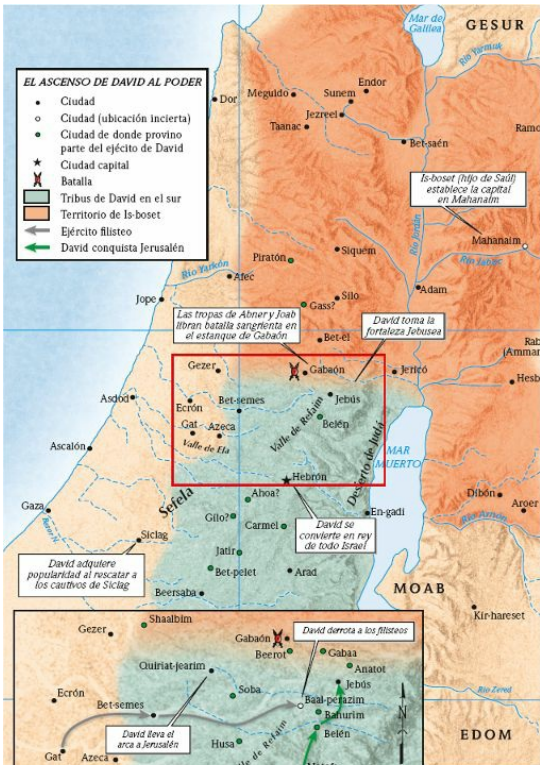 Mar de
Galilea
GESUR
Río Yarmuk
EL ASCENSO DE DAVID AL PODER
Ciudad
Ciudad (ubicación incierta)
Ciudad de donde provino
parte del ejército de David
Ciudad capital
Batalla
Tribus de David en el sur
Territorio de Is-boset
Ejército filisteo
David conquista Jerusalén
Dor
Meguido
Endor
Sunem
Jezreel
Taanac
Bet-saén
Ramo
Is-boset (hijo de Saúl)
establece la capital
en Mahanaim
Mahanaim
Río Jordán
Río Jaboc
Siquem
Piratón
Río Yarkón
Afec
Adam
Jope
Silo
Gass?
Las tropas de Abner y Joab
libran batalla sangrienta en
el estanque de Gabaón
David toma la
fortaleza Jebusea
Bet-el
Rab
(Amman
Gezer
Gabaón
Jericó
Hesb
Asdod
Ecrón
Bet-semes
Jebús
Valle de Refaim
Belén
Gat
Azeca
Valle de Ela
Ascalón
Desierto de Judá
MAR
MUERTO
Hebrón
Sefela
Gaza
Ahoa?
Dibón
Aroer
Gilo?
Carmel
En-gadi
Río Arnón
Siclag
David se
convierte en rey
de todo Israel
David adquiere
popularidad al rescatar a
los cautivos de Siclag
Jatir
Bet-pelet
Arad
Beersaba
MOAB
Kir-hareset
Shaalbim
Gezer
Gabaón
David derrota a los filisteos
Beerot
Gabaa
Anatot
Quiriat-jearim
Jebús
Ecrón
Soba
Bet-semes
Baal-perazim
Bahurim
Río Zered
David lleva el
arca a Jerusalén
Valle de Refaim
Belén
N
EDOM
Gat
Azeca
Husa